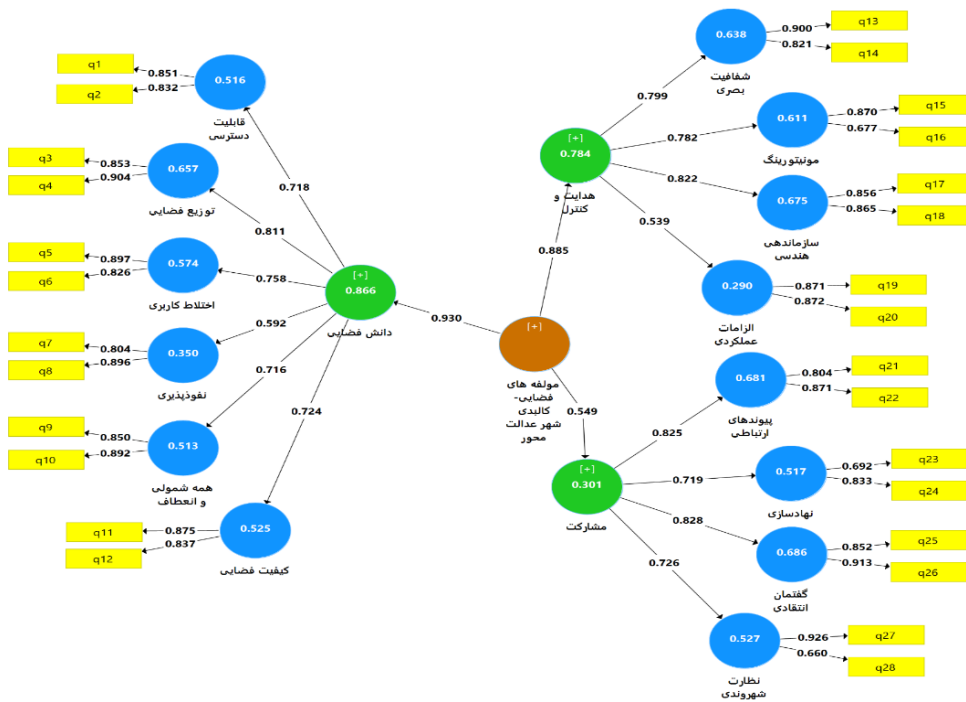 q1
q2
0.851
0.832
0.516
قابلیت
دسترسی
q3
q4
0.853
0.904
0.657
توزیع فضایی
q5
q6
0.897
0.826
0.574
اختلاط کاربری
q7
q8
0.804
0.896
0.350
نفوذپذیری
q9
q10
0.850
0.892
0.513
همه شمولی
و انعطاف
q11
q12
0.875
0.837
0.525
کیفیت فضایی
0.718
0.811
0.758
0.592
0.716
0.724
[+]
0.866
دانش فضایی
0.930
[+]
مولفه های
فضایی-
کالبدی
شهر عدالت
محور
0.885
0.549
[+]
0.784
هدایت و
کنترل
0.799
0.782
0.822
0.539
0.638
شفافیت
بصری
0.900
0.821
q13
q14
0.611
مونیتورینگ
0.870
0.677
q15
q16
0.675
سازماندهی
هندسی
0.856
0.865
q17
q18
0.290
الزامات
عملکردی
0.871
0.872
q19
q20
[+]
0.301
مشارکت
0.825
0.719
0.828
0.726
0.681
پیوندهای
ارتباطی
0.804
0.871
q21
q22
0.517
نهادسازی
0.692
0.833
q23
q24
0.686
گفتمان
انتقادی
0.852
0.913
q25
q26
0.527
نظارت
شهروندی
0.926
0.660
q27
q28